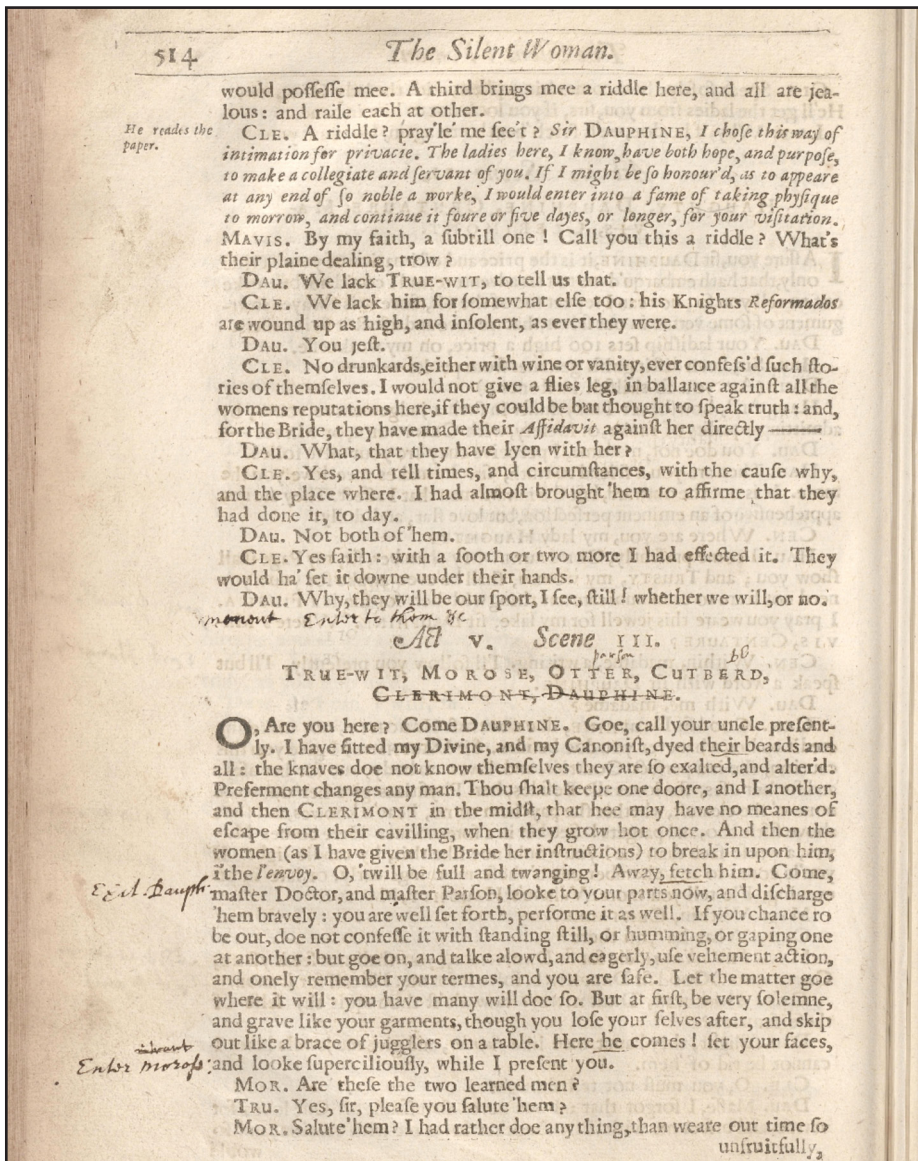 514 The Silent Woman.
would possesse mee. A third brings mee a riddle here, and all are jea-
lous: and raile each at other.
He reades the
paper.
CLE. A riddle? pray'le' me see't? Sir DAUPHINE, I chose this way of
intimation for privacie. The ladies here, I know, have both hope, and purpose,
to make a collegiate and servant of you. If I might be so honour'd, as to appeare
at any end of so noble a worke, I would enter into a fame of taking physique
to morrow, and continue it foure or five dayes, or longer, for your visitation.
MAVIS. By my faith, a subtill one! Call you this a riddle? What's
their plaine dealing, trow?
DAU. We lack TRUE-WIT, to tell us that.
CLE. We lack him for somewhat else too: his Knights Reformados
are wound up as high, and insolent, as ever they were.
DAU. You jest.
CLE. No drunkards, either with wine or vanity, ever confess'd such sto-
ries of themselves. I would not give a flies leg, in ballance against all the
womens reputations here, if they could be but thought to speak truth: and,
for the Bride, they have made their Affidavit against her directly ——
DAU. What, that they have lyen with her?
CLE. Yes, and tell times, and circumstances, with the cause why,
and the place where. I had almost brought 'hem to affirme that they
had done it, to day.
DAU. Not both of 'hem.
CLE. Yes faith: with a sooth or two more I had effected it. They
would ha' set it downe under their hands.
DAU. Why, they will be our sport, I see, still! whether we will, or no.
Enter to them &c
Act V. Scene III.
parson
TRUE-WIT, MOROSE, OTTER, CUTBERD,
CLERIMONT, DAUPHINE.
O, Are you here? Come DAUPHINE. Goe, call your uncle present-
ly. I have fitted my Divine, and my Canonist, dyed their beards and
all: the knaves doe not know themselves they are so exalted, and alter'd.
Preferment changes any man. Thou shalt keepe one doore, and I another,
and then CLERIMONT in the midst, that hee may have no meanes of
escape from their cavilling, when they grow hot once. And then the
women (as I have given the Bride her instructions) to break in upon him,
i'the l'envoy. O, 'twill be full and twanging! Away, fetch him. Come,
Exit Dauph:
master Doctor, and master Parson, looke to your parts now, and discharge
'hem bravely: you are well set forth, performe it as well. If you chance to
be out, doe not confesse it with standing still, or humming, or gaping one
at another: but goe on, and talke alowd, and eagerly, use vehement action,
and onely remember your termes, and you are safe. Let the matter goe
where it will: you have many will doe so. But at first, be very solemne,
and grave like your garments, though you lose your selves after, and skip
out like a brace of jugglers on a table. Here he comes! set your faces,
Enter Moross:
and looke superciliously, while I present you.
MOR. Are these the two learned men?
TRU. Yes, sir, please you salute 'hem?
MOR. Salute 'hem? I had rather doe any thing, than weare out time so
unfruitfully,